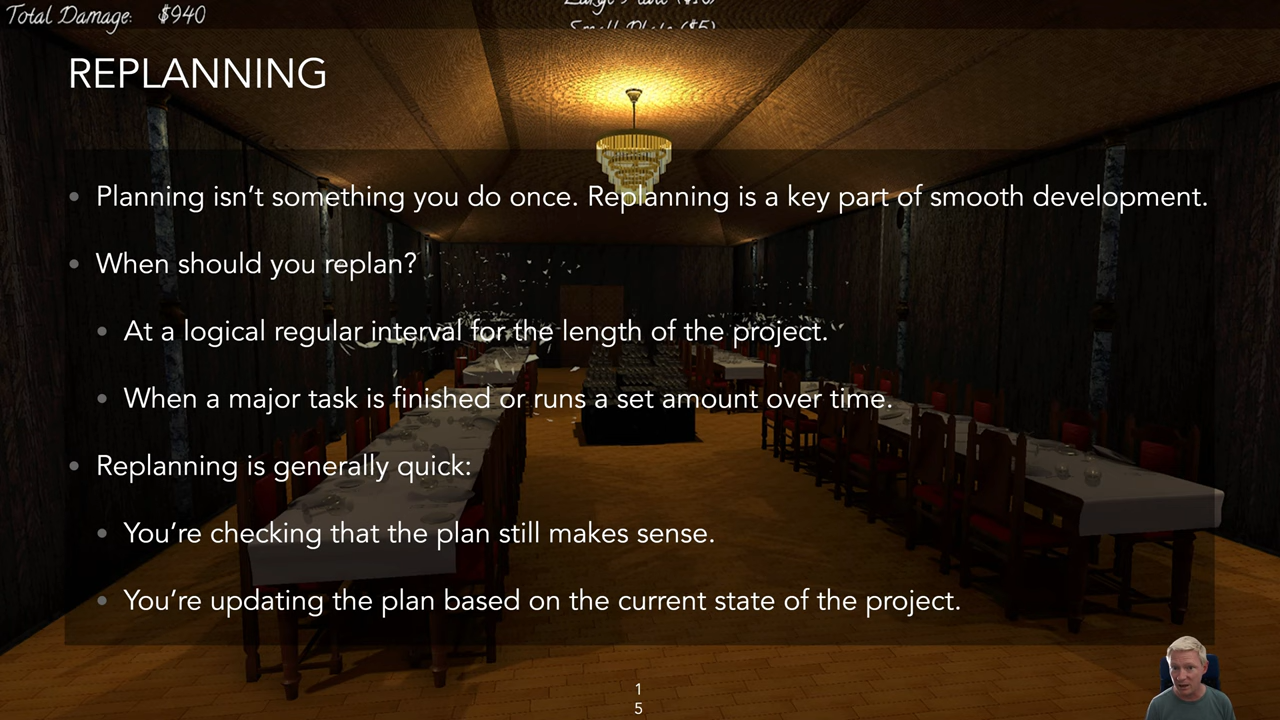 Total Damage: $940
Small Plate ($5)
REPLANNING
• Planning isn’t something you do once. Replanning is a key part of smooth development.
• When should you replan?
• At a logical regular interval for the length of the project.
• When a major task is finished or runs a set amount over time.
• Replanning is generally quick:
• You’re checking that the plan still makes sense.
• You’re updating the plan based on the current state of the project.
1
5